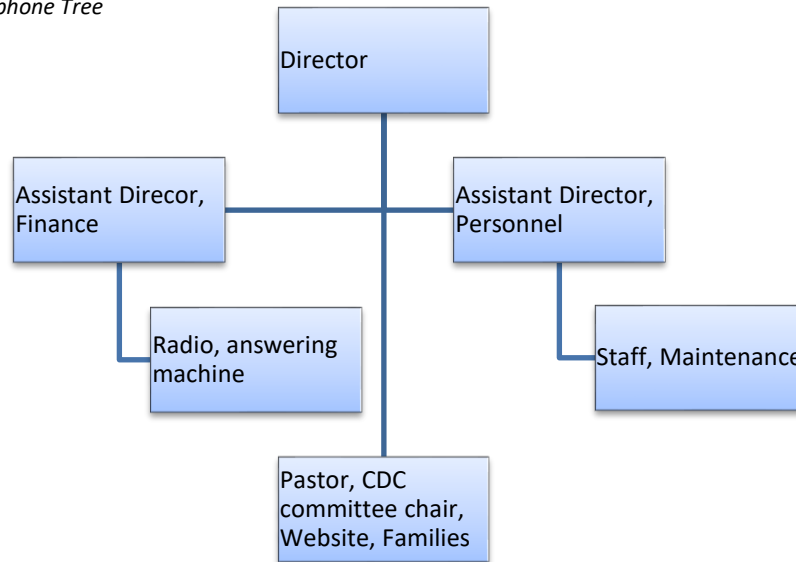 phone Tree
Director
Assistant Direcor,
Finance
Assistant Director,
Personnel
Radio, answering
machine
Staff, Maintenance
Pastor, CDC
committee chair,
Website, Families